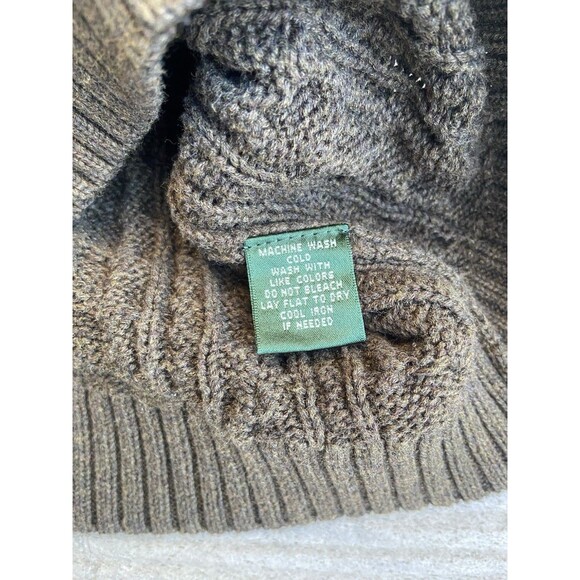 MACHINE WASH
COLD
WASH WITH
LIKE COLORS
DO NOT BLEACH
LAY FLAT TO DRY
COOL IRON
IF NEEDED